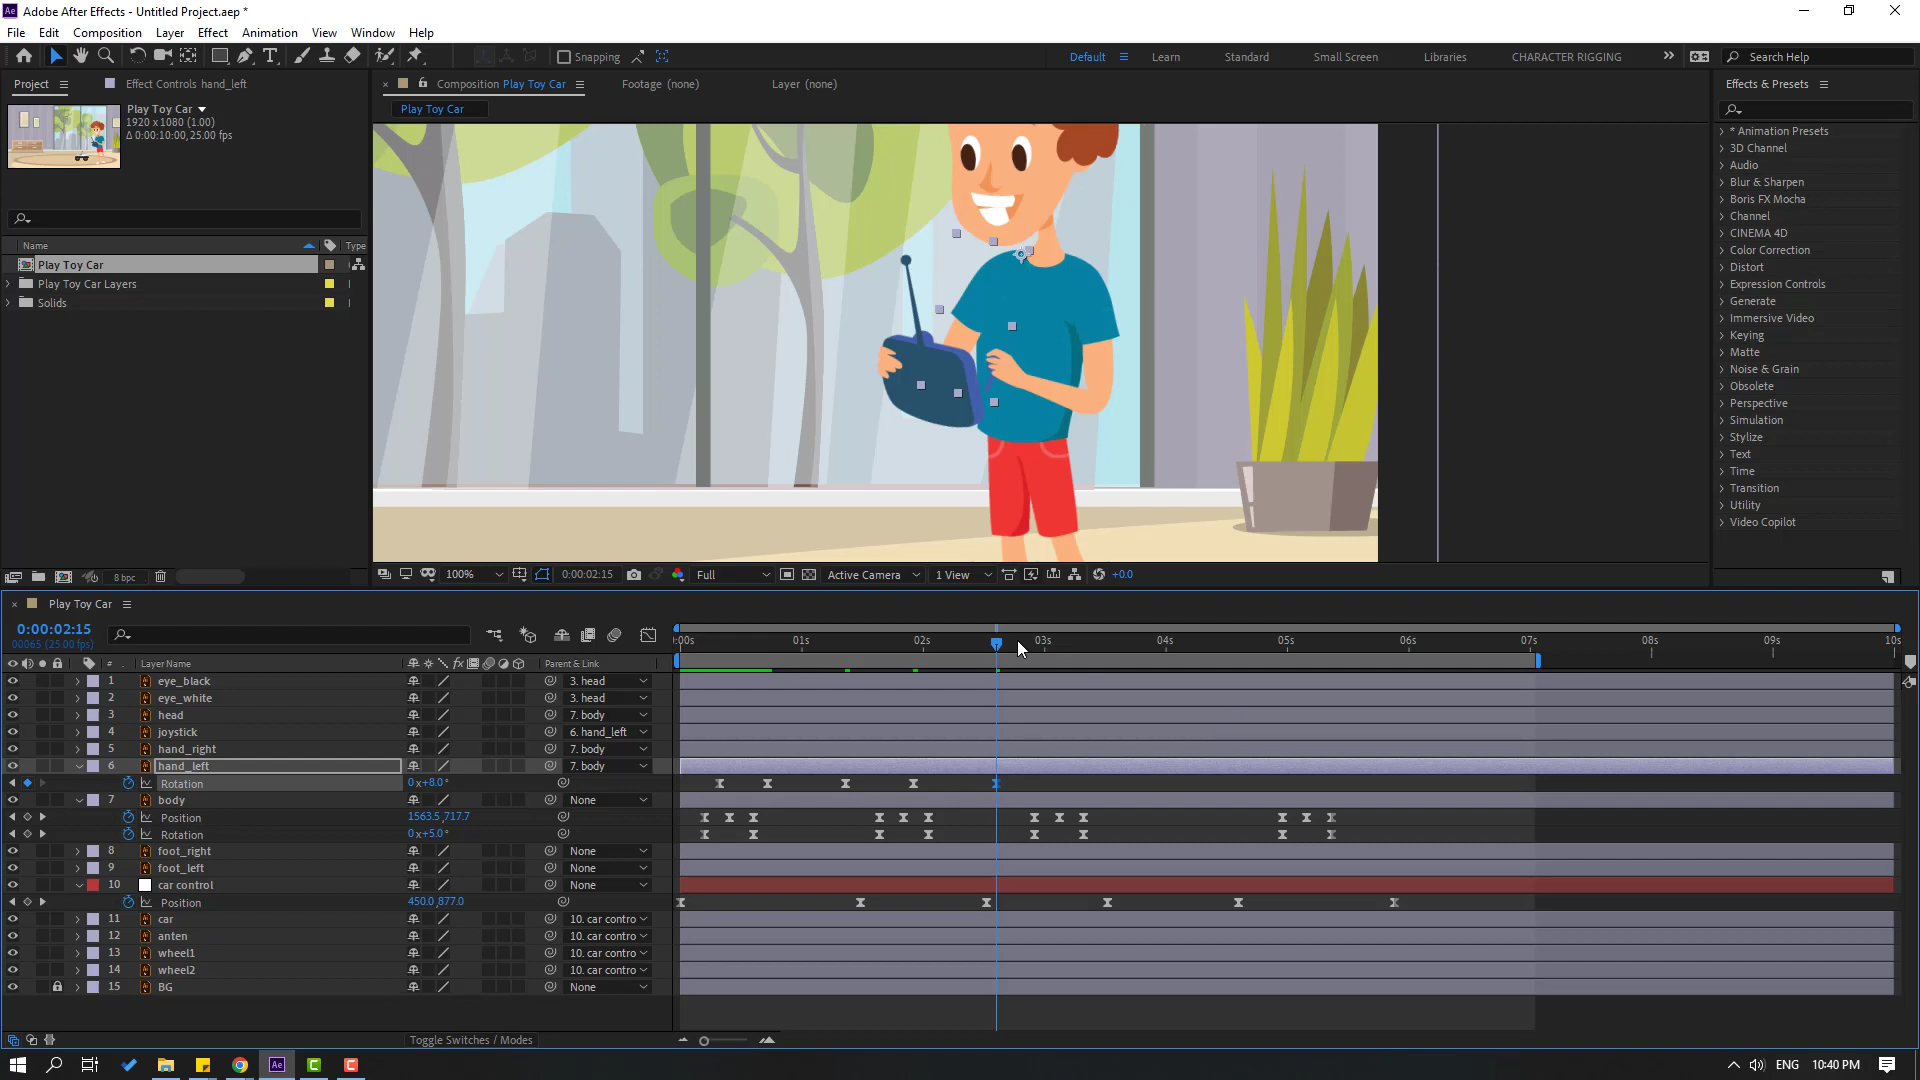 Adobe After Effects - Untitled Project.aep *
File Edit Composition Layer Effect Animation View Window Help
Snapping
Default Learn Standard Small Screen Libraries CHARACTER RIGGING Search Help
Project Effect Controls hand_left
Composition Play Toy Car Footage (none) Layer (none)
Effects & Presets
Play Toy Car
1920 x 1080 (1.00)
Δ 0:00:10:00, 25.00 fps
Play Toy Car
Name Type
Play Toy Car
Play Toy Car Layers
Solids
8 bpc
* Animation Presets
3D Channel
Audio
Blur & Sharpen
Boris FX Mocha
Channel
CINEMA 4D
Color Correction
Distort
Expression Controls
Generate
Immersive Video
Keying
Matte
Noise & Grain
Obsolete
Perspective
Simulation
Stylize
Text
Time
Transition
Utility
Video Copilot
100% 0:00:02:15 Full Active Camera 1 View +0.0
Play Toy Car
0:00:02:15
00065 (25.00 fps)
:00s 01s 02s 03s 04s 05s 06s 07s 08s 09s 10s
# Layer Name fx Parent & Link
1 eye_black 3. head
2 eye_white 3. head
3 head 7. body
4 joystick 6. hand_left
5 hand_right 7. body
6 hand_left 7. body
Rotation 0x+8.0°
7 body None
Position 1563.5,717.7
Rotation 0x+5.0°
8 foot_right None
9 foot_left None
10 car control None
Position 450.0,877.0
11 car 10. car contro
12 anten 10. car contro
13 wheel1 10. car contro
14 wheel2 10. car contro
15 BG None
Toggle Switches / Modes
Ae C C ENG 10:40 PM